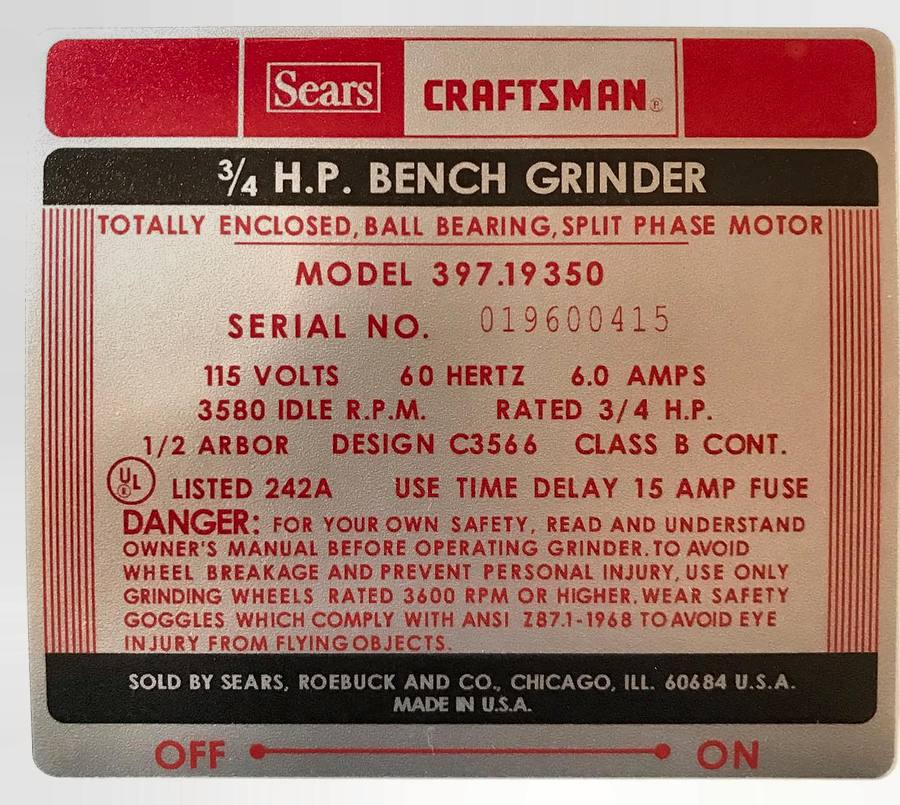 Sears CRAFTSMAN®
3/4 H.P. BENCH GRINDER
TOTALLY ENCLOSED, BALL BEARING, SPLIT PHASE MOTOR
MODEL 397.19350
SERIAL NO. 019600415
115 VOLTS 60 HERTZ 6.0 AMPS
3580 IDLE R.P.M. RATED 3/4 H.P.
1/2 ARBOR DESIGN C3566 CLASS B CONT.
UL® LISTED 242A USE TIME DELAY 15 AMP FUSE
DANGER: FOR YOUR OWN SAFETY, READ AND UNDERSTAND
OWNER'S MANUAL BEFORE OPERATING GRINDER. TO AVOID
WHEEL BREAKAGE AND PREVENT PERSONAL INJURY, USE ONLY
GRINDING WHEELS RATED 3600 RPM OR HIGHER. WEAR SAFETY
GOGGLES WHICH COMPLY WITH ANSI Z87.1-1968 TO AVOID EYE
INJURY FROM FLYING OBJECTS.
SOLD BY SEARS, ROEBUCK AND CO., CHICAGO, ILL. 60684 U.S.A.
MADE IN U.S.A.
OFF ON